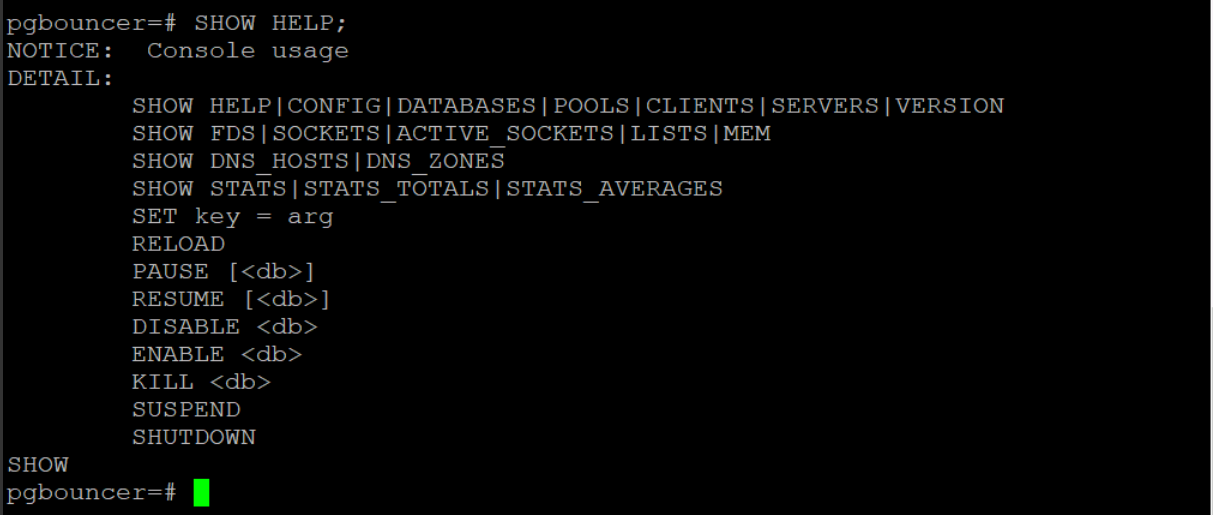 pgbouncer=# SHOW HELP;
NOTICE:  Console usage
DETAIL:
        SHOW HELP|CONFIG|DATABASES|POOLS|CLIENTS|SERVERS|VERSION
        SHOW FDS|SOCKETS|ACTIVE_SOCKETS|LISTS|MEM
        SHOW DNS_HOSTS|DNS_ZONES
        SHOW STATS|STATS_TOTALS|STATS_AVERAGES
        SET key = arg
        RELOAD
        PAUSE [<db>]
        RESUME [<db>]
        DISABLE <db>
        ENABLE <db>
        KILL <db>
        SUSPEND
        SHUTDOWN
SHOW
pgbouncer=#